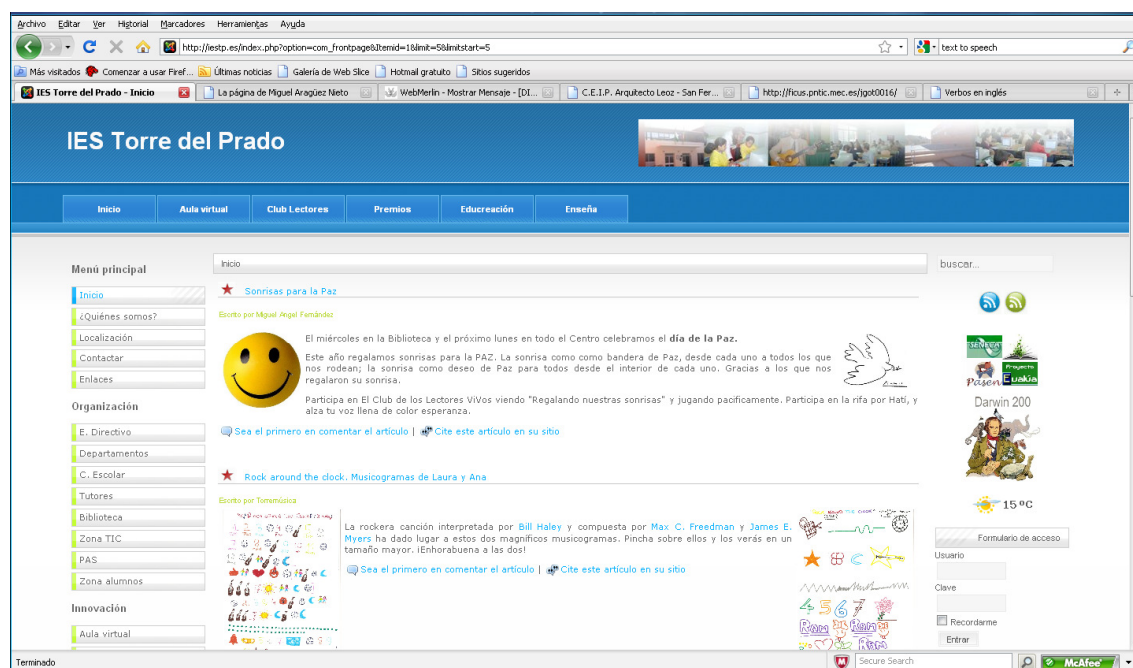 Archivo Editar Ver Historial Marcadores Herramientas Ayuda
http://iestp.es/index.php?option=com_frontpage&Itemid=1&limit=5&limitstart=5
text to speech
Más visitados Comenzar a usar Firef... Últimas noticias Galería de Web Slice Hotmail gratuito Sitios sugeridos
IES Torre del Prado - Inicio La página de Miguel Aragüez Nieto WebMerlin - Mostrar Mensaje - [DI... C.E.I.P. Arquitecto Leoz - San Fer... http://ficus.pntic.mec.es/jgot0016/ Verbos en inglés
IES Torre del Prado
Inicio Aula virtual Club Lectores Premios Educreación Enseña
Menú principal
Inicio
¿Quiénes somos?
Localización
Contactar
Enlaces
Organización
E. Directivo
Departamentos
C. Escolar
Tutores
Biblioteca
Zona TIC
PAS
Zona alumnos
Innovación
Aula virtual
Inicio
Sonrisas para la Paz
Escrito por Miguel Angel Fernández
El miércoles en la Biblioteca y el próximo lunes en todo el Centro celebramos el día de la Paz.
Este año regalamos sonrisas para la PAZ. La sonrisa como como bandera de Paz, desde cada uno a todos los que
nos rodean; la sonrisa como deseo de Paz para todos desde el interior de cada uno. Gracias a los que nos
regalaron su sonrisa.
Participa en El Club de los Lectores ViVos viendo "Regalando nuestras sonrisas" y jugando pacificamente. Participa en la rifa por Hatí, y
alza tu voz llena de color esperanza.
Sea el primero en comentar el artículo | Cite este artículo en su sitio
Rock around the clock. Musicogramas de Laura y Ana
Escrito por Torremúsica
La rockera canción interpretada por Bill Haley y compuesta por Max C. Freedman y James E.
Myers ha dado lugar a estos dos magníficos musicogramas. Pincha sobre ellos y los verás en un
tamaño mayor. ¡Enhorabuena a las dos!
Sea el primero en comentar el artículo | Cite este artículo en su sitio
4 5 6 7
RAM RAM
RAM
buscar...
SENECA
Pasen
Proyecto
Eualia
Darwin 200
15 ºC
Formulario de acceso
Usuario
Clave
Recordarme
Entrar
Terminado
Secure Search
McAfee